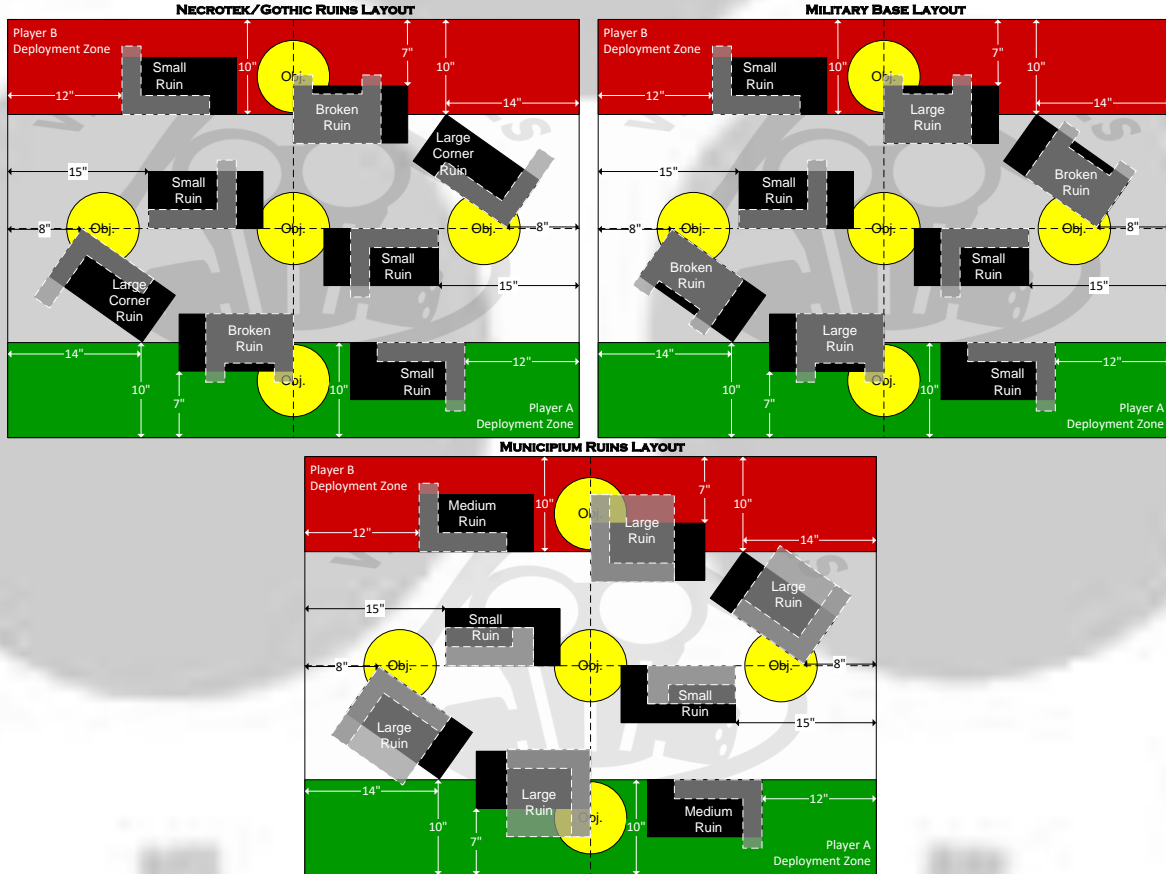 NECROTEK/GOTHIC RUINS LAYOUT
Player B
Deployment Zone
7"
10"
10"
Small
Ruin
Obj.
12"
14"
Broken
Ruin
Large
Corner
Ruin
15"
Small
Ruin
8"
Obj.
Obj.
Obj.
8"
Small
Ruin
15"
Large
Corner
Ruin
Broken
Ruin
14"
12"
Small
Ruin
Obj.
10"
10"
7"
Player A
Deployment Zone
MILITARY BASE LAYOUT
Player B
Deployment Zone
7"
10"
10"
Small
Ruin
Obj.
12"
14"
Large
Ruin
Broken
Ruin
15"
Small
Ruin
8"
Obj.
Obj.
Obj.
8"
Broken
Ruin
Small
Ruin
15"
Large
Ruin
14"
12"
Small
Ruin
Obj.
10"
10"
7"
Player A
Deployment Zone
MUNICIPIUM RUINS LAYOUT
Player B
Deployment Zone
7"
10"
10"
Medium
Ruin
Obj.
12"
14"
Large
Ruin
Large
Ruin
15"
Small
Ruin
8"
Obj.
Obj.
Obj.
8"
Small
Ruin
15"
Large
Ruin
14"
12"
Large
Ruin
Obj.
Medium
Ruin
10"
10"
7"
Player A
Deployment Zone